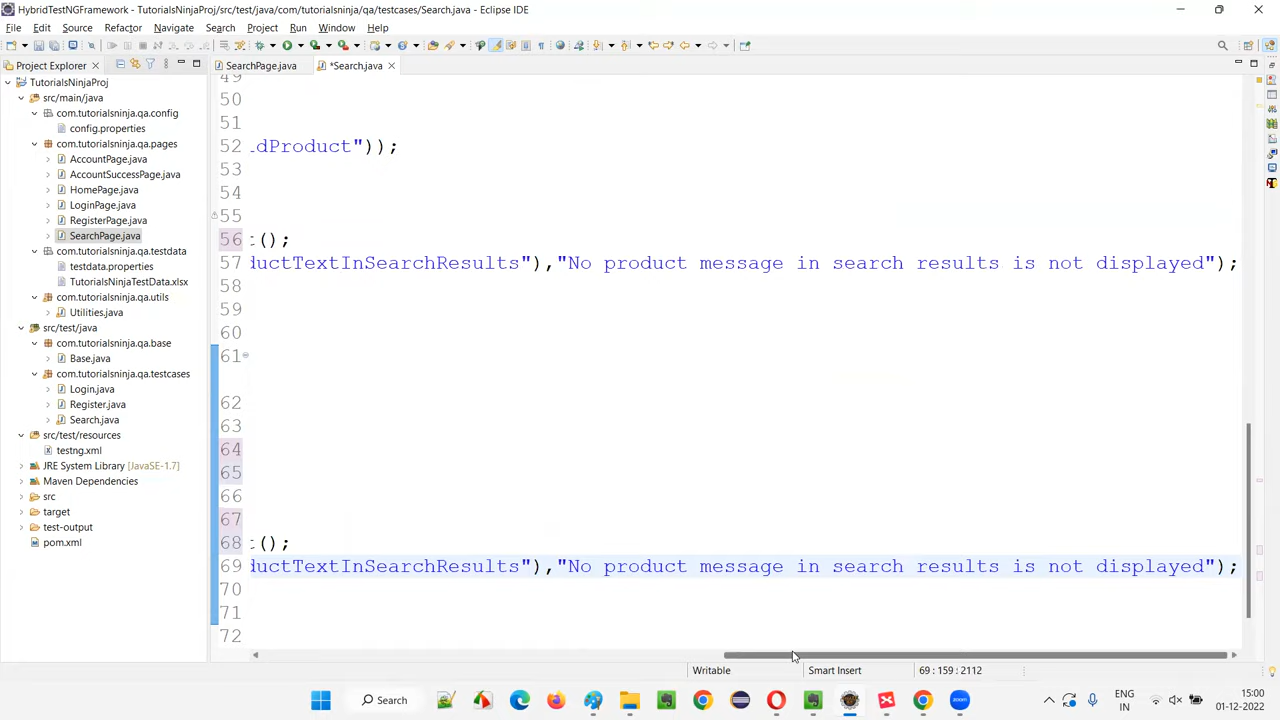 HybridTestNGFramework - TutorialsNinjaProj/src/test/java/com/tutorialsninja/qa/testcases/Search.java - Eclipse IDE
File Edit Source Refactor Navigate Search Project Run Window Help
Project Explorer
SearchPage.java
*Search.java
TutorialsNinjaProj
src/main/java
com.tutorialsninja.qa.config
config.properties
com.tutorialsninja.qa.pages
AccountPage.java
AccountSuccessPage.java
HomePage.java
LoginPage.java
RegisterPage.java
SearchPage.java
com.tutorialsninja.qa.testdata
testdata.properties
TutorialsNinjaTestData.xlsx
com.tutorialsninja.qa.utils
Utilities.java
src/test/java
com.tutorialsninja.qa.base
Base.java
com.tutorialsninja.qa.testcases
Login.java
Register.java
Search.java
src/test/resources
testng.xml
JRE System Library [JavaSE-1.7]
Maven Dependencies
src
target
test-output
pom.xml
49
50
51
52 dProduct"));
53
54
55
56 t();
57 ductTextInSearchResults"),"No product message in search results is not displayed");
58
59
60
61
62
63
64
65
66
67
68 t();
69 ductTextInSearchResults"),"No product message in search results is not displayed");
70
71
72
Writable
Smart Insert
69 : 159 : 2112
Search
ENG
IN
15:00
01-12-2022